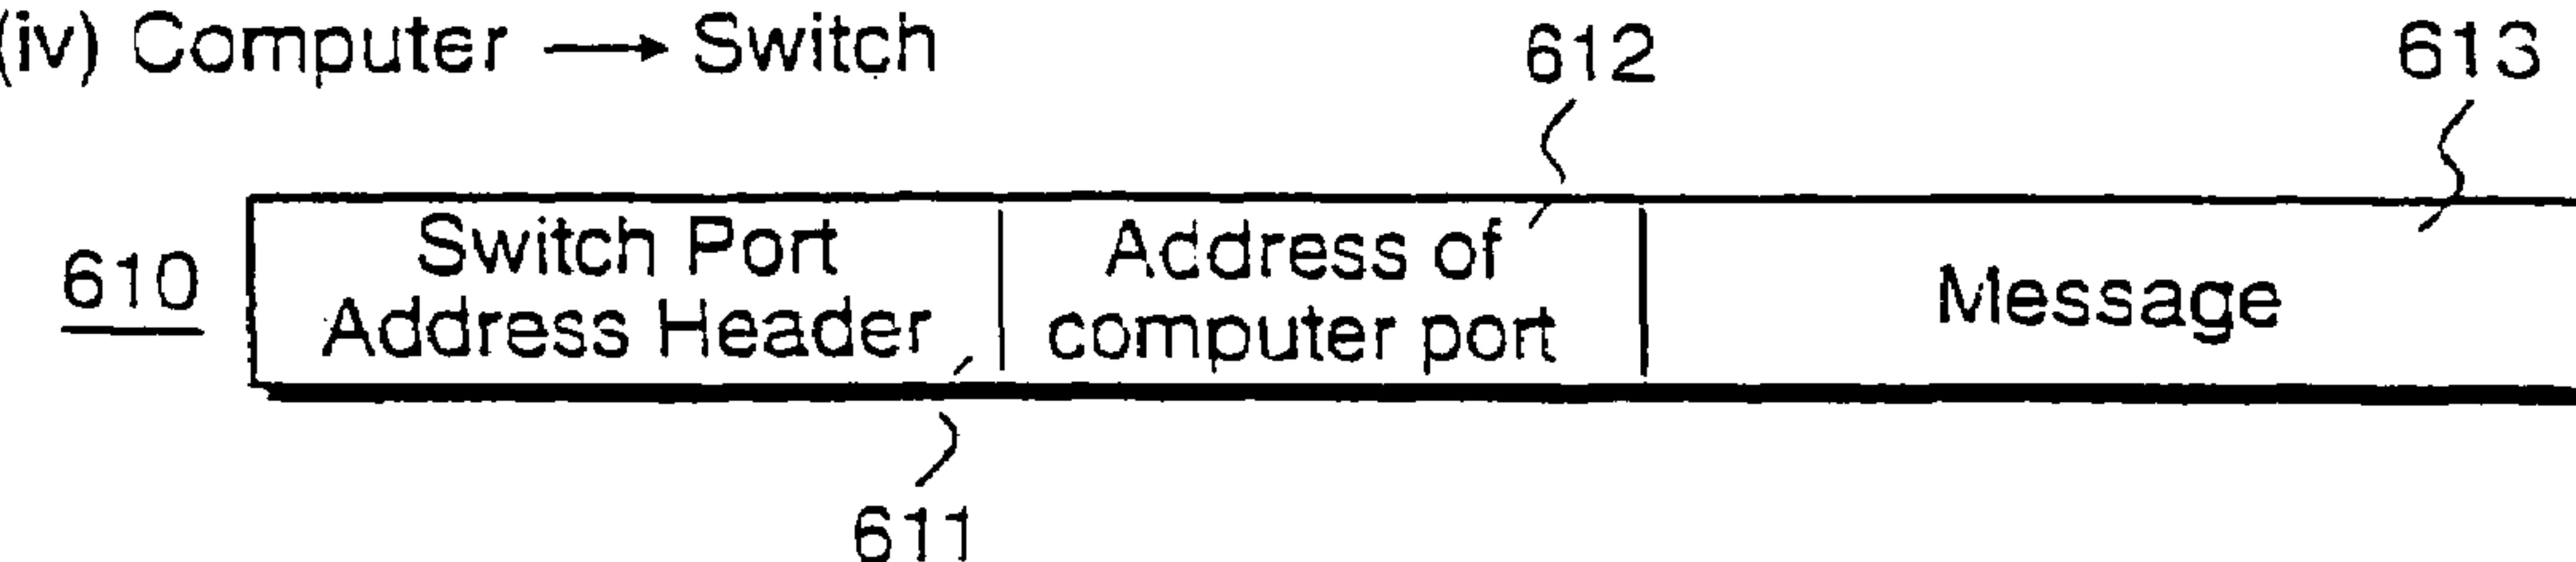 (iv) Computer → Switch
612
613
610
Switch Port
Address Header
Address of
computer port
Message
611